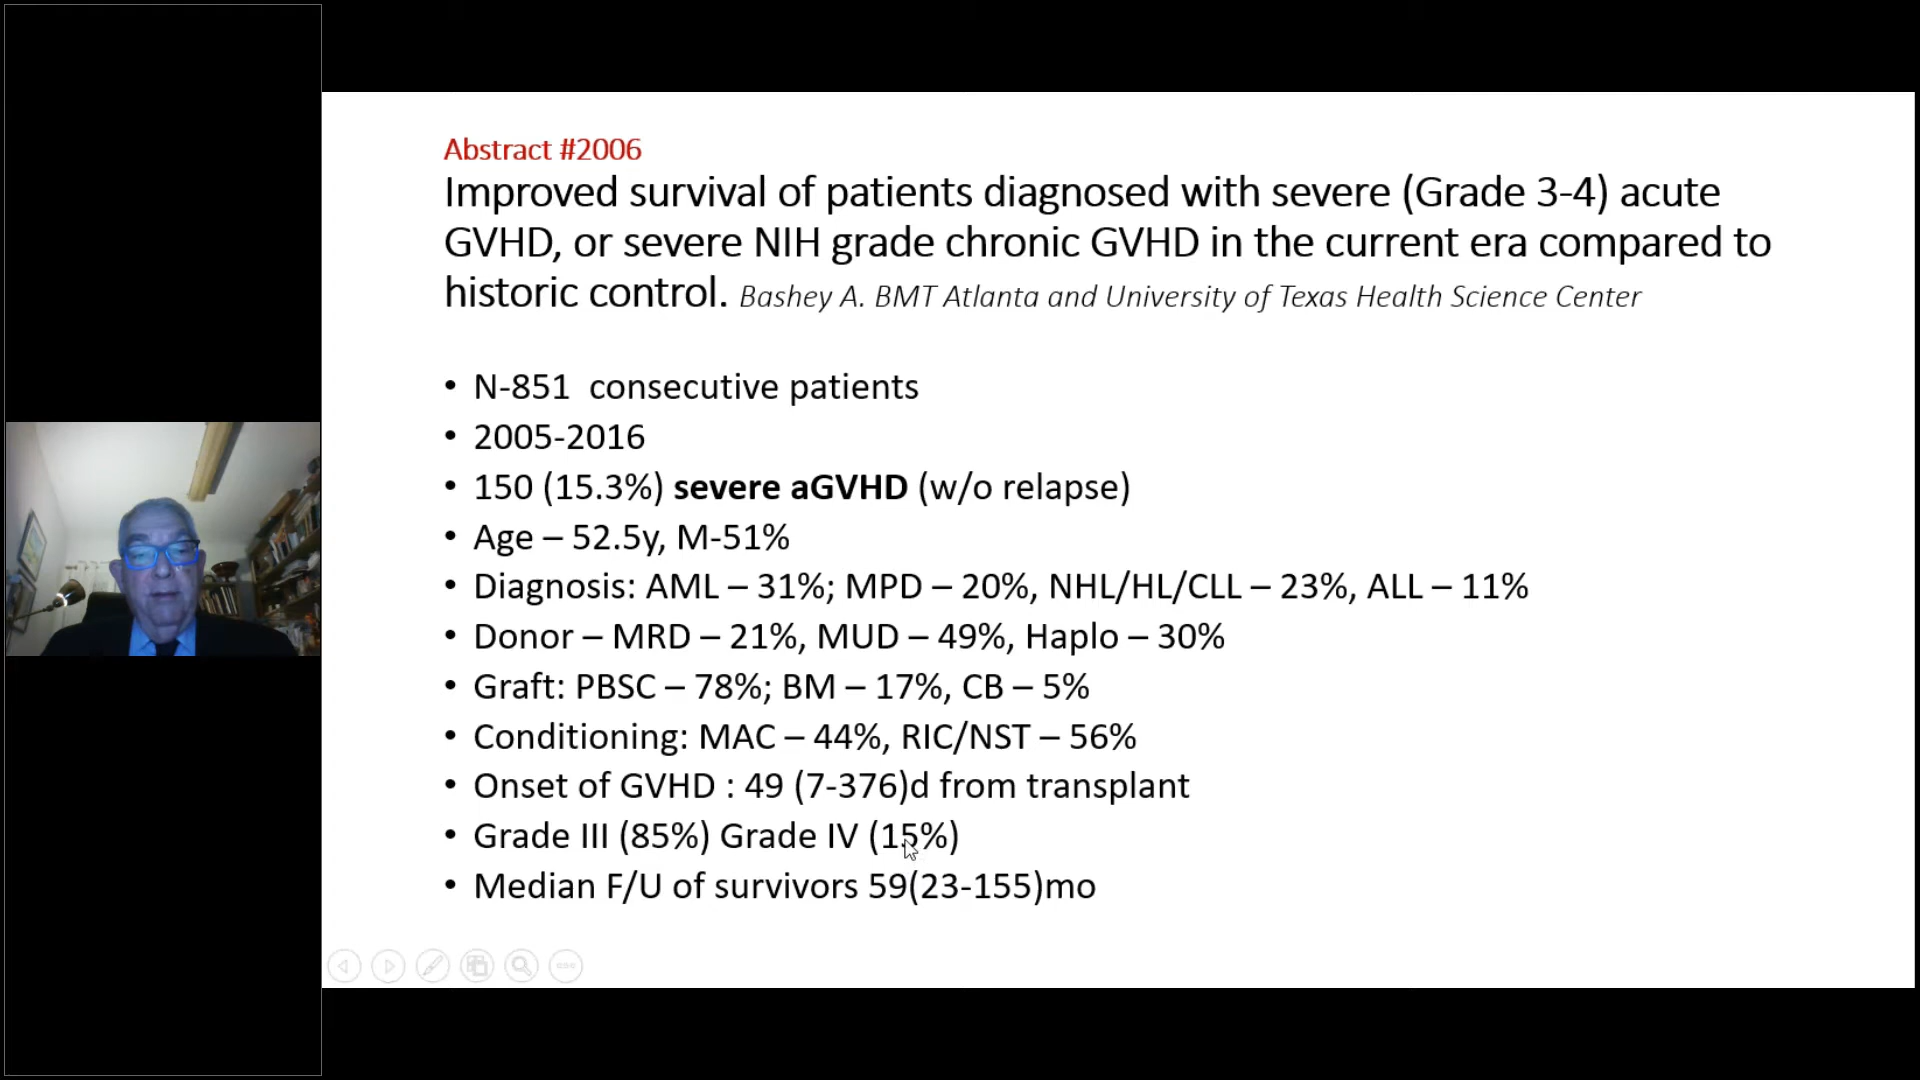 Abstract #2006
Improved survival of patients diagnosed with severe (Grade 3-4) acute
GVHD, or severe NIH grade chronic GVHD in the current era compared to
historic control. Bashey A. BMT Atlanta and University of Texas Health Science Center
• N-851 consecutive patients
• 2005-2016
• 150 (15.3%) severe aGVHD (w/o relapse)
• Age – 52.5y, M-51%
• Diagnosis: AML – 31%; MPD – 20%, NHL/HL/CLL – 23%, ALL – 11%
• Donor – MRD – 21%, MUD – 49%, Haplo – 30%
• Graft: PBSC – 78%; BM – 17%, CB – 5%
• Conditioning: MAC – 44%, RIC/NST – 56%
• Onset of GVHD : 49 (7-376)d from transplant
• Grade III (85%) Grade IV (15%)
• Median F/U of survivors 59(23-155)mo